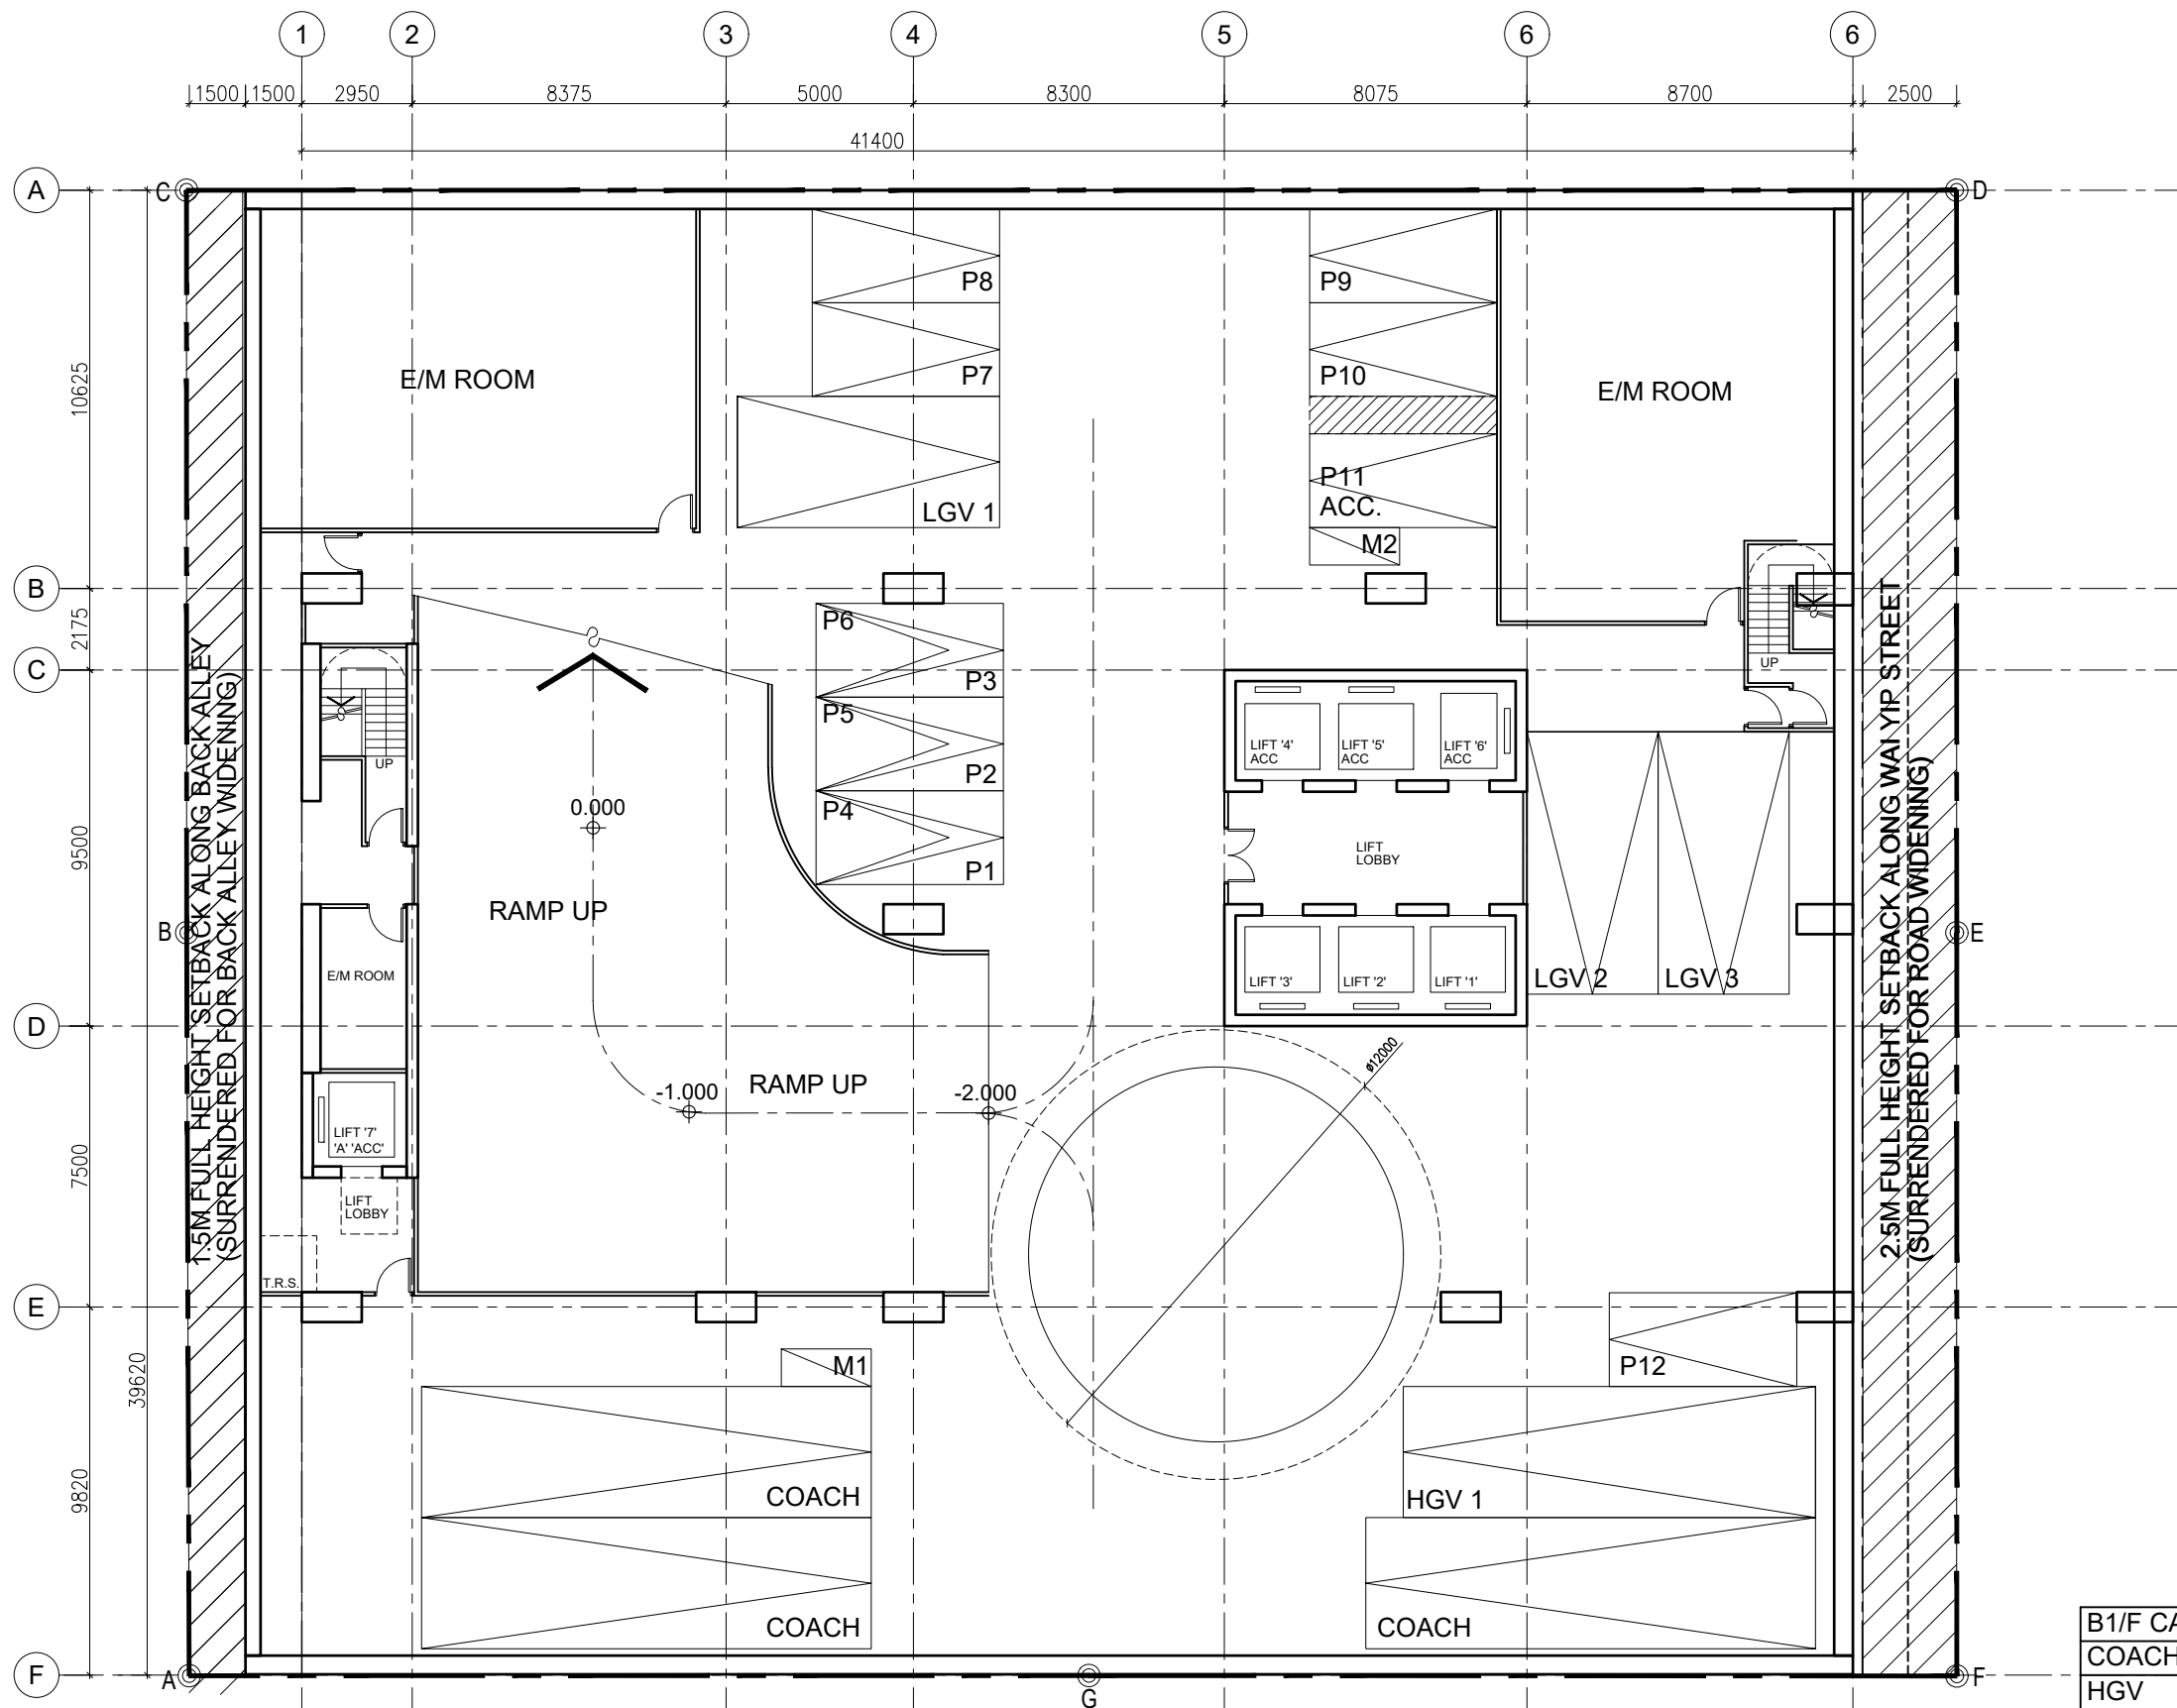 1
2
3
4
5
6
6
1500
1500
2950
8375
5000
8300
8075
8700
2500
41400
A
C
D
10625
E/M ROOM
P8
P7
LGV 1
P9
P10
P11
ACC.
M2
E/M ROOM
B
2175
C
P6
P3
P5
P2
P4
P1
UP
UP
LIFT '4'
ACC
LIFT '5'
ACC
LIFT '6'
ACC
LIFT
LOBBY
LIFT '3'
LIFT '2'
LIFT '1'
LGV 2
LGV 3
9500
0.000
RAMP UP
B
E
E/M ROOM
D
Ø12000
-1.000
RAMP UP
-2.000
LIFT '7'
'A' 'ACC'
LIFT
LOBBY
T.R.S.
7500
1.5M FULL HEIGHT SETBACK ALONG BACK ALLEY
(SURRENDERED FOR BACK ALLEY WIDENING)
2.5M FULL HEIGHT SETBACK ALONG WAI YIP STREET
(SURRENDERED FOR ROAD WIDENING)
E
39620
9820
M1
P12
COACH
HGV 1
COACH
COACH
F
A
G
F
B1/F CA
COACH
HGV